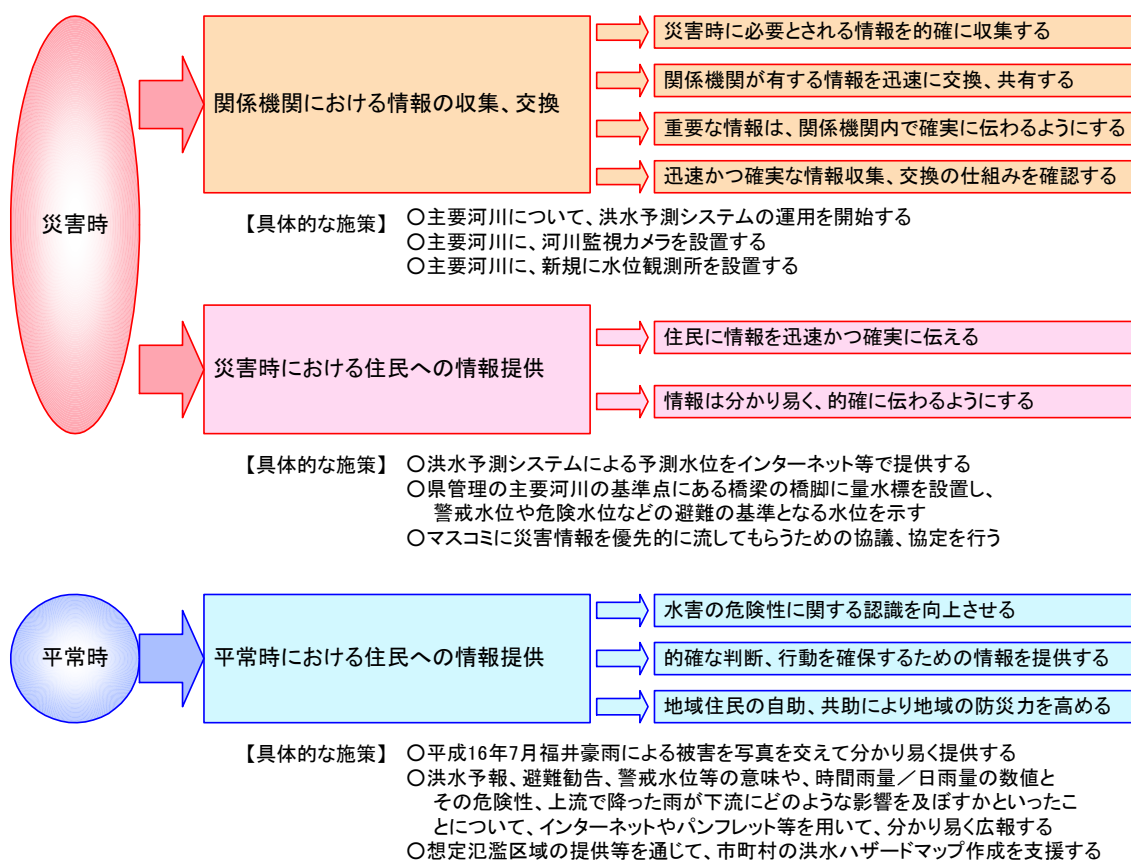 災害時
関係機関における情報の収集、交換
災害時に必要とされる情報を的確に収集する
関係機関が有する情報を迅速に交換、共有する
重要な情報は、関係機関内で確実に伝わるようにする
迅速かつ確実な情報収集、交換の仕組みを確認する
【具体的な施策】 〇主要河川について、洪水予測システムの運用を開始する
〇主要河川に、河川監視カメラを設置する
〇主要河川に、新規に水位観測所を設置する
災害時における住民への情報提供
住民に情報を迅速かつ確実に伝える
情報は分かり易く、的確に伝わるようにする
【具体的な施策】 〇洪水予測システムによる予測水位をインターネット等で提供する
〇県管理の主要河川の基準点にある橋梁の橋脚に量水標を設置し、
警戒水位や危険水位などの避難の基準となる水位を示す
〇マスコミに災害情報を優先的に流してもらうための協議、協定を行う
平常時
平常時における住民への情報提供
水害の危険性に関する認識を向上させる
的確な判断、行動を確保するための情報を提供する
地域住民の自助、共助により地域の防災力を高める
【具体的な施策】 〇平成16年7月福井豪雨による被害を写真を交えて分かり易く提供する
〇洪水予報、避難勧告、警戒水位等の意味や、時間雨量／日雨量の数値と
その危険性、上流で降った雨が下流にどのような影響を及ぼすかといったこ
とについて、インターネットやパンフレット等を用いて、分かり易く広報する
〇想定氾濫区域の提供等を通じて、市町村の洪水ハザードマップ作成を支援する